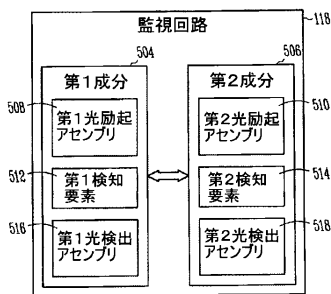 監視回路
118
504
506
第1成分
第2成分
508
第1光励起
アセンブリ
510
第2光励起
アセンブリ
512
第1検知
要素
514
第2検知
要素
516
第1光検出
アセンブリ
518
第2光検出
アセンブリ